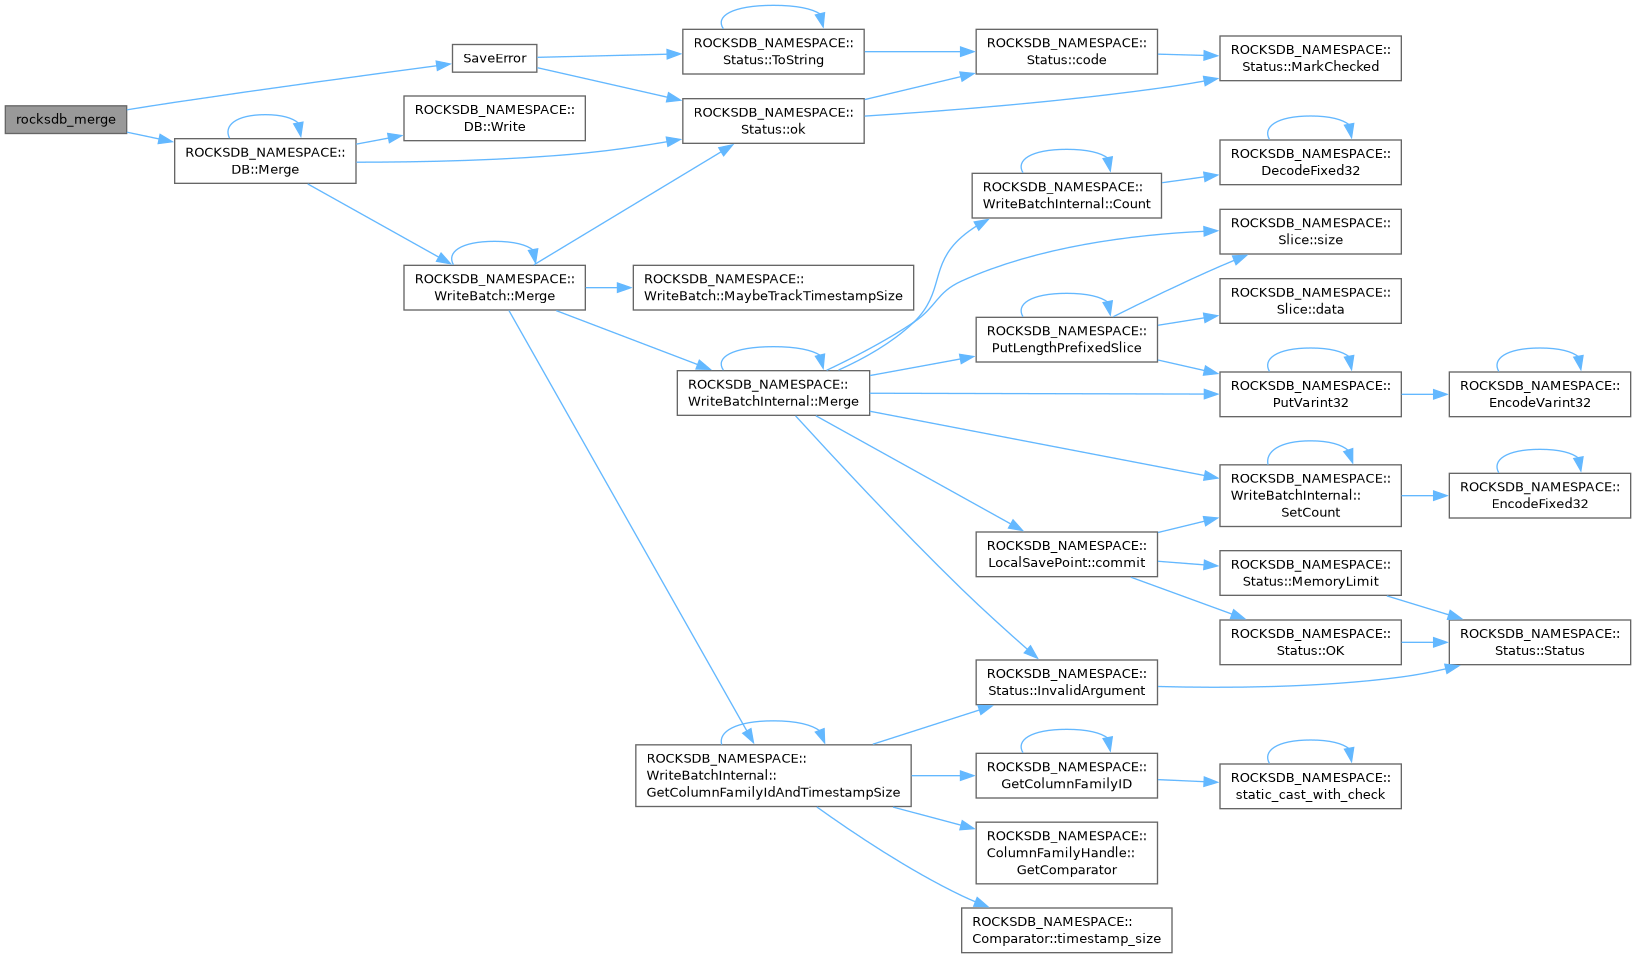 rocksdb_merge
SaveError
ROCKSDB_NAMESPACE::
DB::Merge
ROCKSDB_NAMESPACE::
DB::Write
ROCKSDB_NAMESPACE::
WriteBatch::Merge
ROCKSDB_NAMESPACE::
Status::ToString
ROCKSDB_NAMESPACE::
Status::ok
ROCKSDB_NAMESPACE::
WriteBatch::MaybeTrackTimestampSize
ROCKSDB_NAMESPACE::
WriteBatchInternal::Merge
ROCKSDB_NAMESPACE::
WriteBatchInternal::
GetColumnFamilyIdAndTimestampSize
ROCKSDB_NAMESPACE::
Status::code
ROCKSDB_NAMESPACE::
WriteBatchInternal::Count
ROCKSDB_NAMESPACE::
PutLengthPrefixedSlice
ROCKSDB_NAMESPACE::
LocalSavePoint::commit
ROCKSDB_NAMESPACE::
Status::InvalidArgument
ROCKSDB_NAMESPACE::
GetColumnFamilyID
ROCKSDB_NAMESPACE::
ColumnFamilyHandle::
GetComparator
ROCKSDB_NAMESPACE::
Comparator::timestamp_size
ROCKSDB_NAMESPACE::
Status::MarkChecked
ROCKSDB_NAMESPACE::
DecodeFixed32
ROCKSDB_NAMESPACE::
Slice::size
ROCKSDB_NAMESPACE::
Slice::data
ROCKSDB_NAMESPACE::
PutVarint32
ROCKSDB_NAMESPACE::
WriteBatchInternal::
SetCount
ROCKSDB_NAMESPACE::
Status::MemoryLimit
ROCKSDB_NAMESPACE::
Status::OK
ROCKSDB_NAMESPACE::
static_cast_with_check
ROCKSDB_NAMESPACE::
EncodeVarint32
ROCKSDB_NAMESPACE::
EncodeFixed32
ROCKSDB_NAMESPACE::
Status::Status